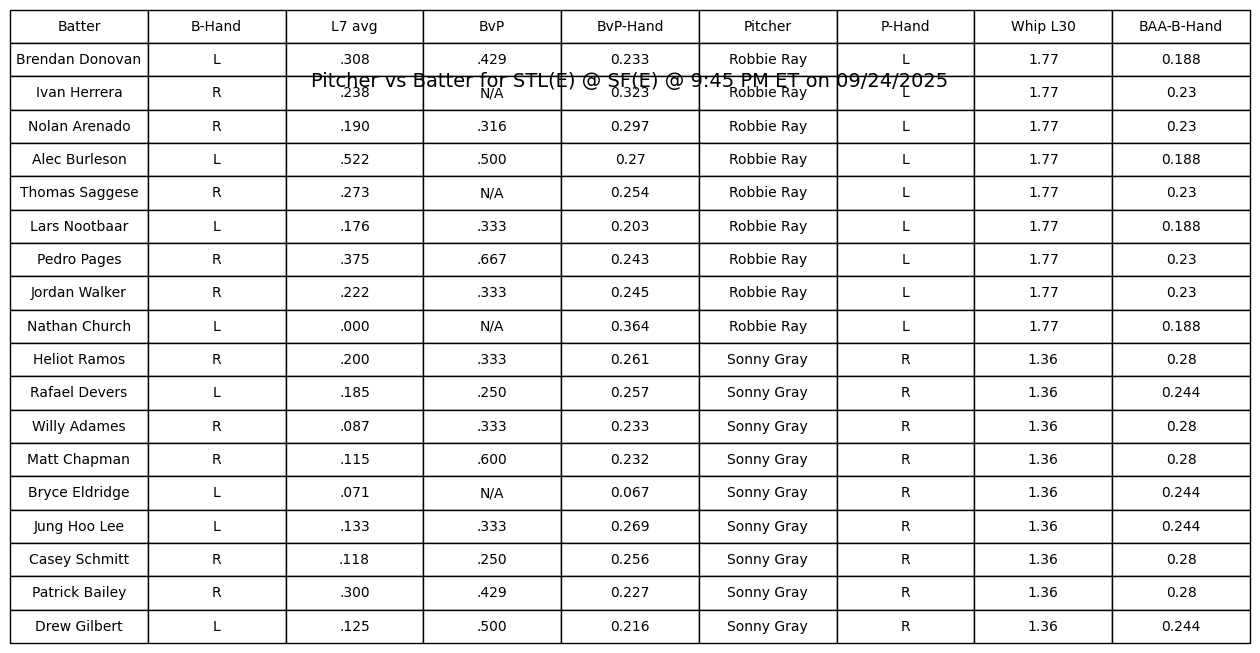 Batter B-Hand L7 avg BvP BvP-Hand Pitcher P-Hand Whip L30 BAA-B-Hand
Brendan Donovan L .308 .429 0.233 Robbie Ray L 1.77 0.188
Pitcher vs Batter for STL(E) @ SF(E) @ 9:45 PM ET on 09/24/2025
Ivan Herrera R .238 N/A 0.323 Robbie Ray L 1.77 0.23
Nolan Arenado R .190 .316 0.297 Robbie Ray L 1.77 0.23
Alec Burleson L .522 .500 0.27 Robbie Ray L 1.77 0.188
Thomas Saggese R .273 N/A 0.254 Robbie Ray L 1.77 0.23
Lars Nootbaar L .176 .333 0.203 Robbie Ray L 1.77 0.188
Pedro Pages R .375 .667 0.243 Robbie Ray L 1.77 0.23
Jordan Walker R .222 .333 0.245 Robbie Ray L 1.77 0.23
Nathan Church L .000 N/A 0.364 Robbie Ray L 1.77 0.188
Heliot Ramos R .200 .333 0.261 Sonny Gray R 1.36 0.28
Rafael Devers L .185 .250 0.257 Sonny Gray R 1.36 0.244
Willy Adames R .087 .333 0.233 Sonny Gray R 1.36 0.28
Matt Chapman R .115 .600 0.232 Sonny Gray R 1.36 0.28
Bryce Eldridge L .071 N/A 0.067 Sonny Gray R 1.36 0.244
Jung Hoo Lee L .133 .333 0.269 Sonny Gray R 1.36 0.244
Casey Schmitt R .118 .250 0.256 Sonny Gray R 1.36 0.28
Patrick Bailey R .300 .429 0.227 Sonny Gray R 1.36 0.28
Drew Gilbert L .125 .500 0.216 Sonny Gray R 1.36 0.244